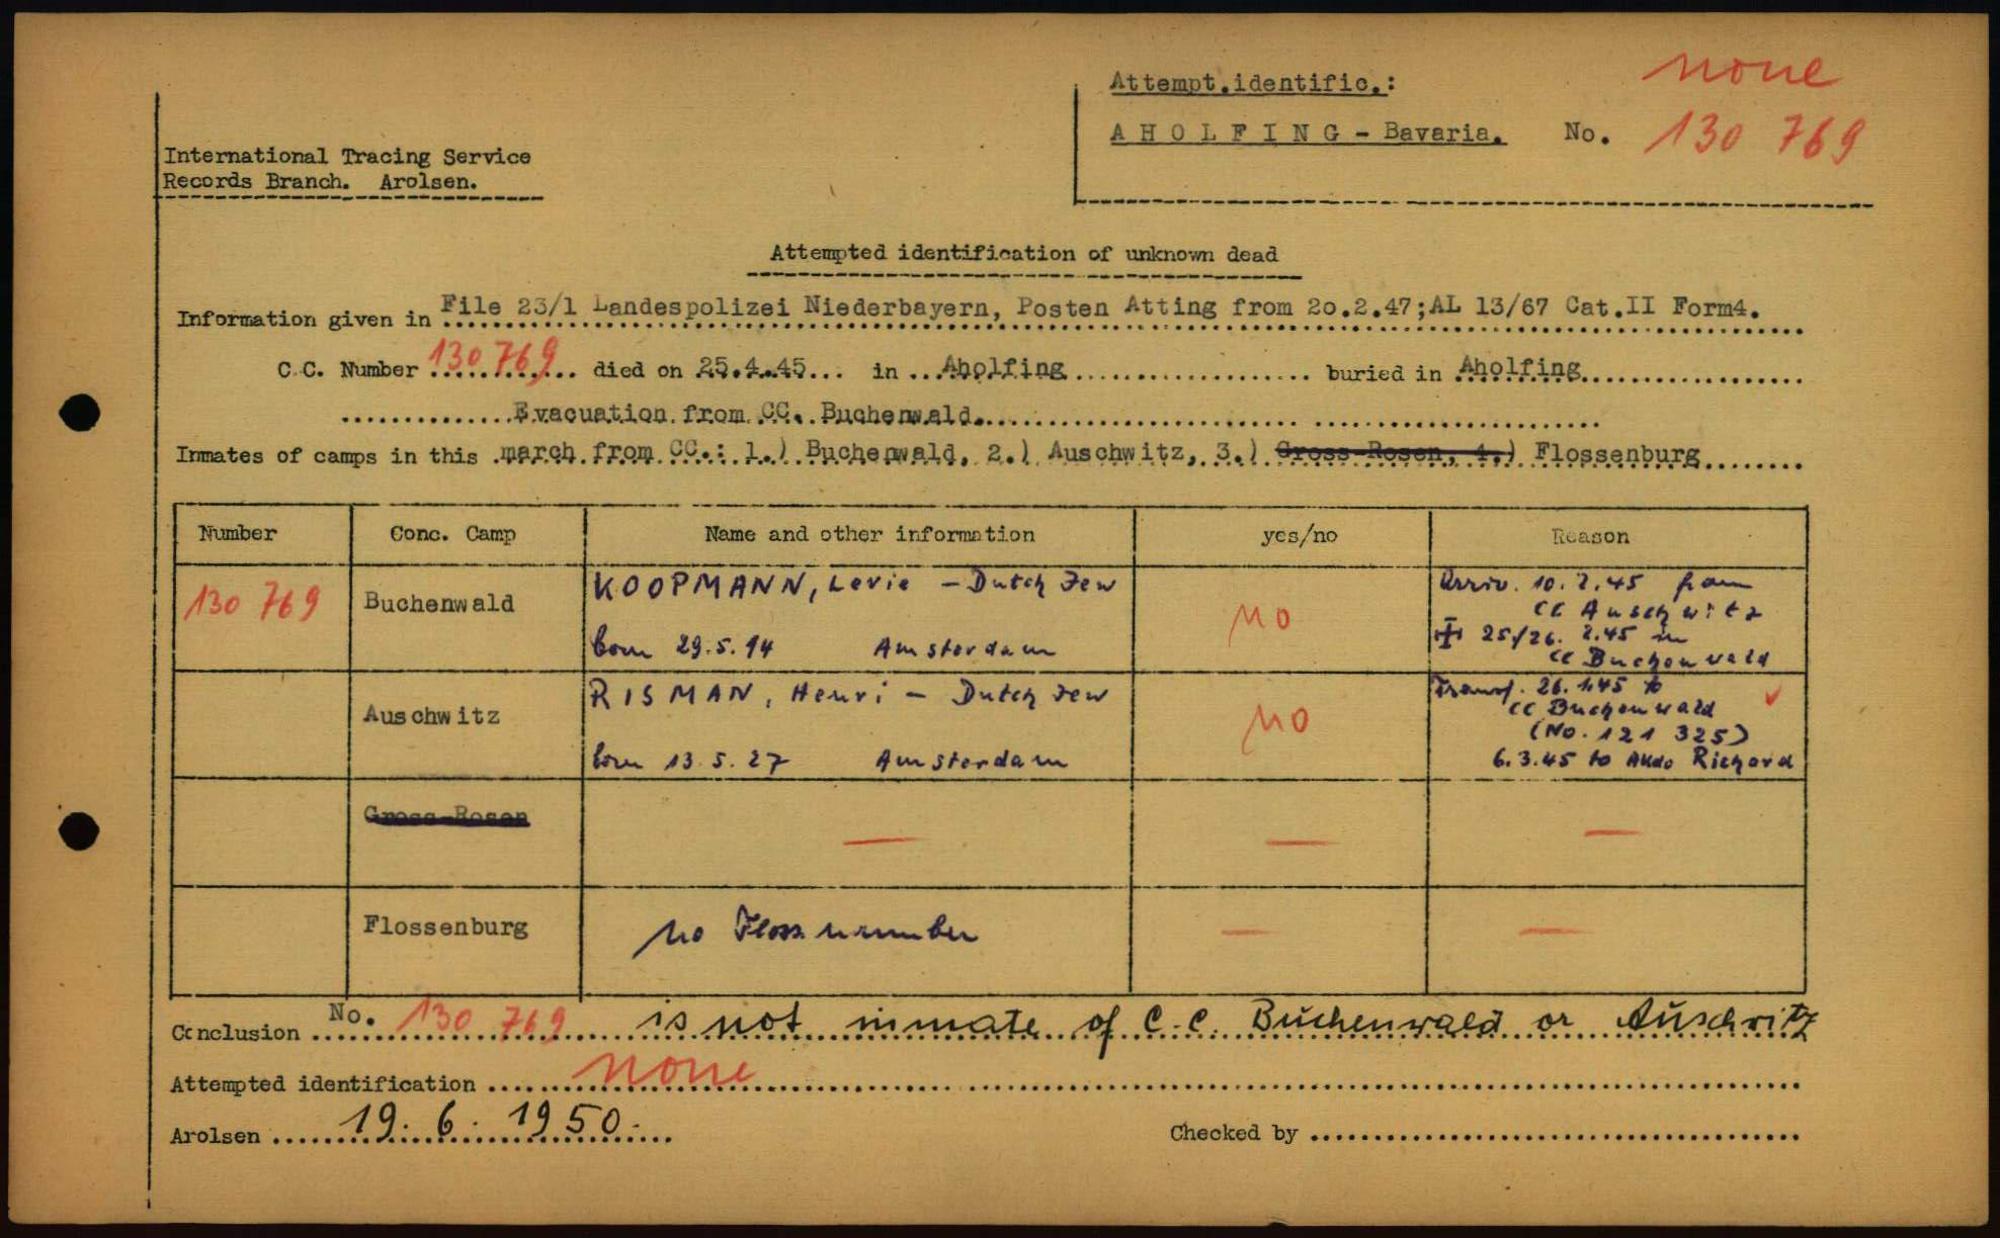 Attempt.identific.: none
A H O L F I N G - Bavaria. No. 130 769
International Tracing Service
Records Branch. Arolsen.
Attempted identification of unknown dead
Information given in File 23/1 Landespolizei Niederbayern, Posten Atting from 2o.2.47;AL 13/67 Cat.II Form4.
C.C. Number 130 769 died on 25.4.45... in ...Aholfing buried in Aholfing
Evacuation from CC. Buchenwald.
Inmates of camps in this march from CC.: 1.) Buchenwald, 2.) Auschwitz, 3.) Gross-Rosen, 4.) Flossenburg
Number Conc. Camp Name and other information yes/no Reason
130 769 Buchenwald KOOPMANN, Levie - Dutch Jew no Arriv. 10.2.45 from
CC Auschwitz
born 29.5.14 Amsterdam 25/26. 2.45 in
CC Buchenwald
Auschwitz RISMAN, Henri - Dutch Jew no Transf. 26.1.45 to
CC Buchenwald
(No. 121 325)
born 13.5.27 Amsterdam 6.3.45 to Akdo Richard
Gross-Rosen — — —
Flossenburg no Floss. number — —
Conclusion No. 130 769 is not inmate of C.C. Buchenwald or Auschwitz
Attempted identification none
Arolsen 19. 6. 1950. Checked by